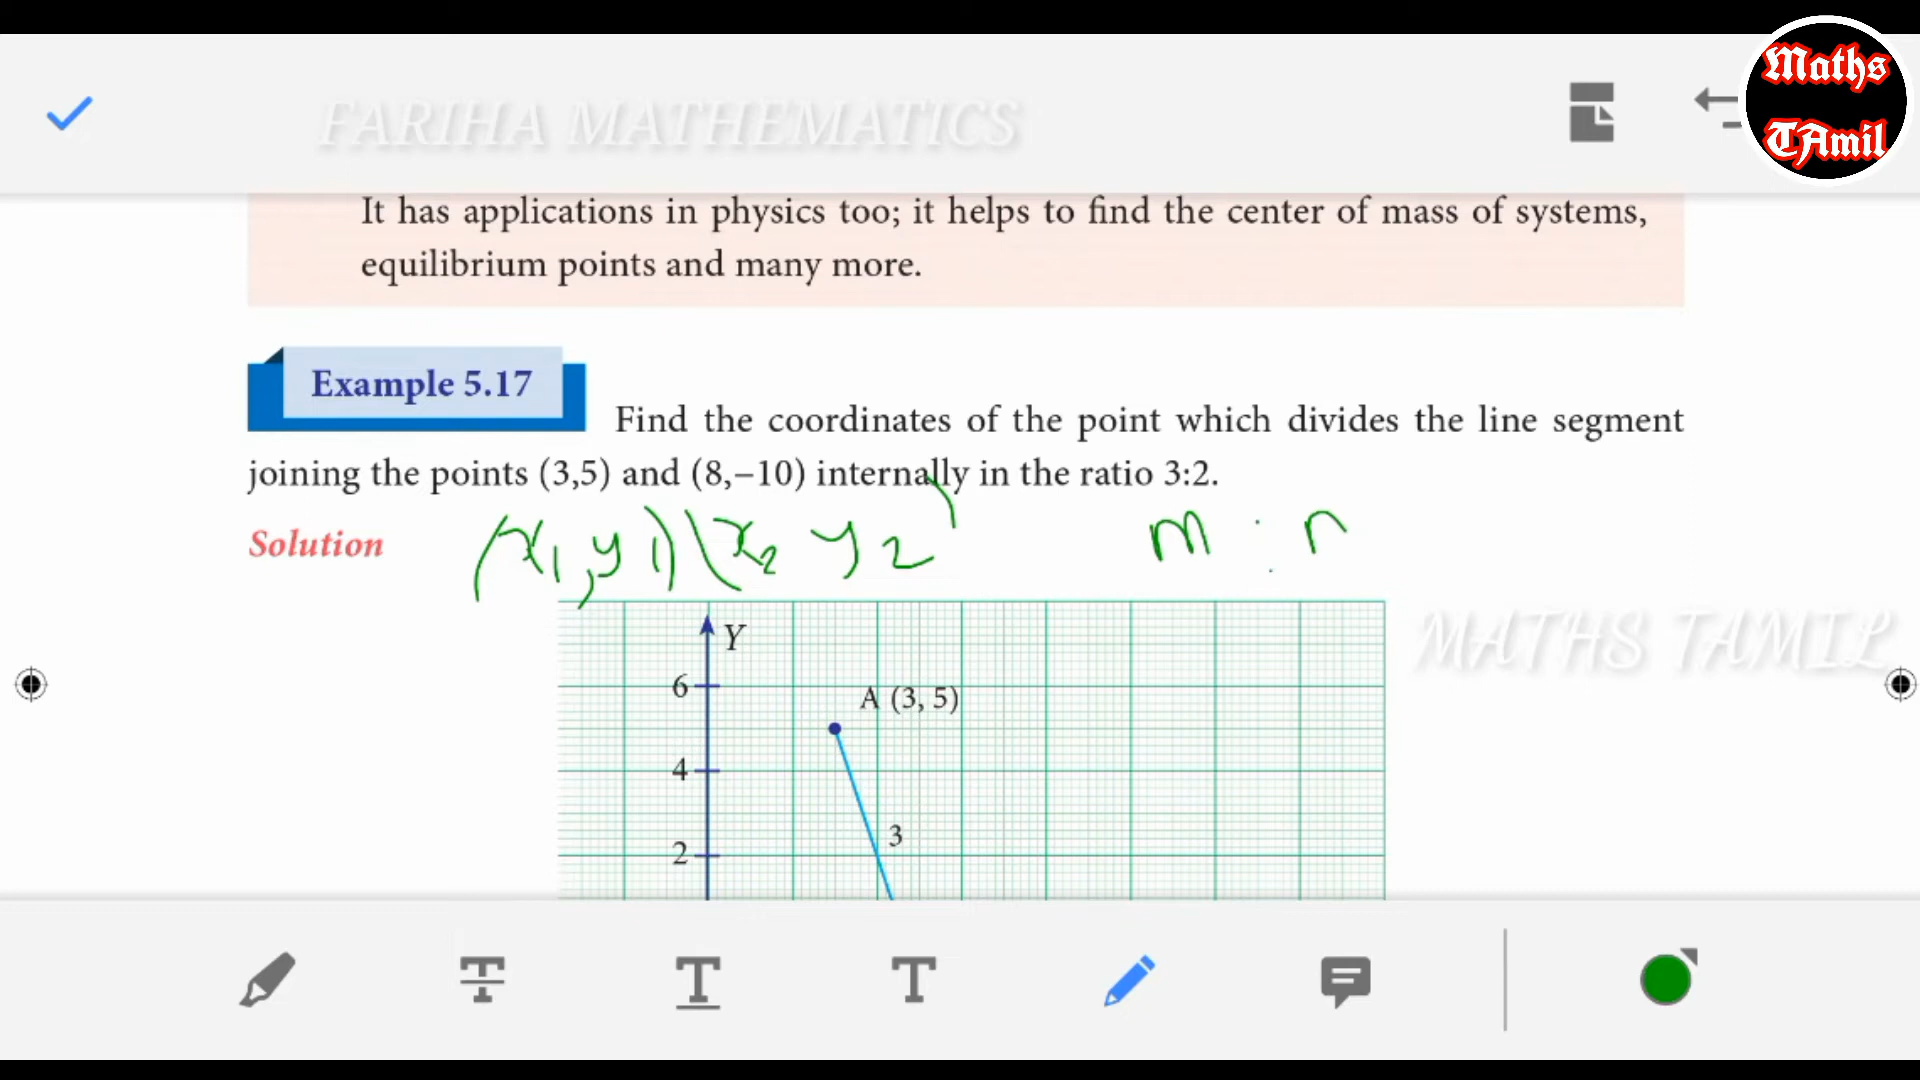 Maths
TAmil
FARIHA MATHEMATICS
It has applications in physics too; it helps to find the center of mass of systems,
equilibrium points and many more.
Example 5.17
Find the coordinates of the point which divides the line segment
joining the points (3,5) and (8,–10) internally in the ratio 3:2.
Solution
(x1,y1) (x2 y2) m : n
MATHS TAMIL
Y
6
A (3, 5)
4
3
2
T T T